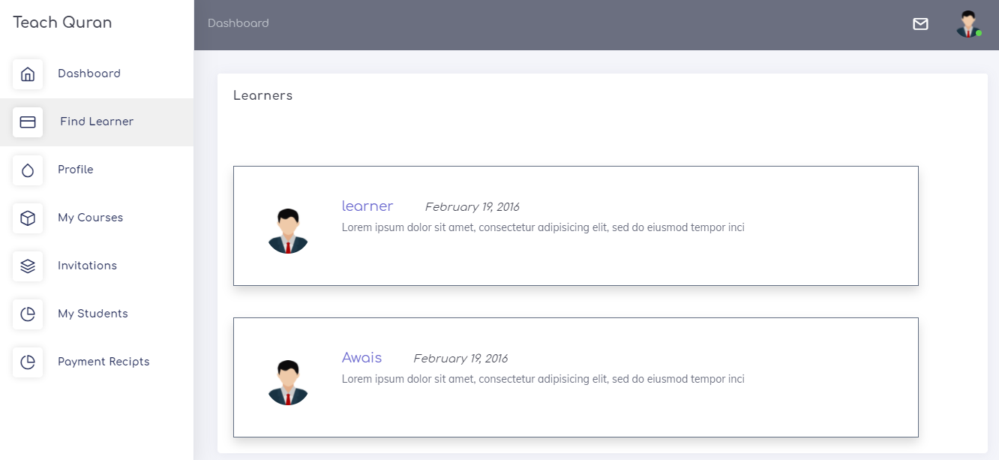 Teach Quran
Dashboard
Dashboard
Find Learner
Profile
My Courses
Invitations
My Students
Payment Recipts
Learners
learner February 19, 2016
Lorem ipsum dolor sit amet, consectetur adipisicing elit, sed do eiusmod tempor inci
Awais February 19, 2016
Lorem ipsum dolor sit amet, consectetur adipisicing elit, sed do eiusmod tempor inci